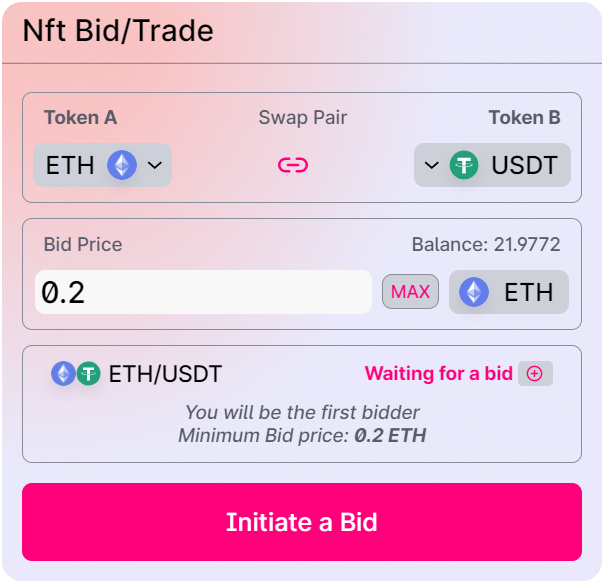 Nft Bid/Trade
Token A Swap Pair Token B
ETH USDT
Bid Price Balance: 21.9772
0.2 MAX ETH
ETH/USDT Waiting for a bid
You will be the first bidder
Minimum Bid price: 0.2 ETH
Initiate a Bid